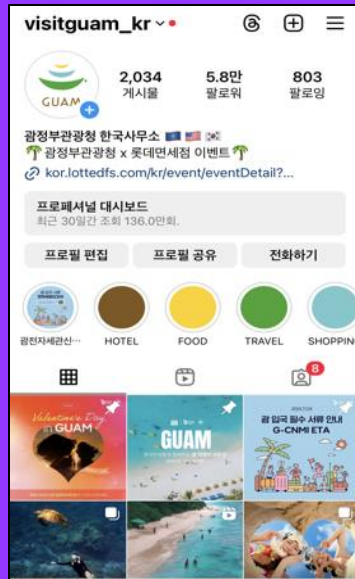 visitguam_kr
GUAM
2,034
5.8만
803
게시물
팔로워
팔로잉
괌정부관광청 한국사무소
괌정부관광청 x 롯데면세점 이벤트
kor.lottedfs.com/kr/event/eventDetail?...
프로페셔널 대시보드
최근 30일간 조회 136.0만회.
프로필 편집
프로필 공유
전화하기
괌전자세관신...
HOTEL
FOOD
TRAVEL
SHOPPIN
8
Valentine's Day
in GUAM
GUAM
괌 입국 필수 서류 안내
G-CNMI ETA